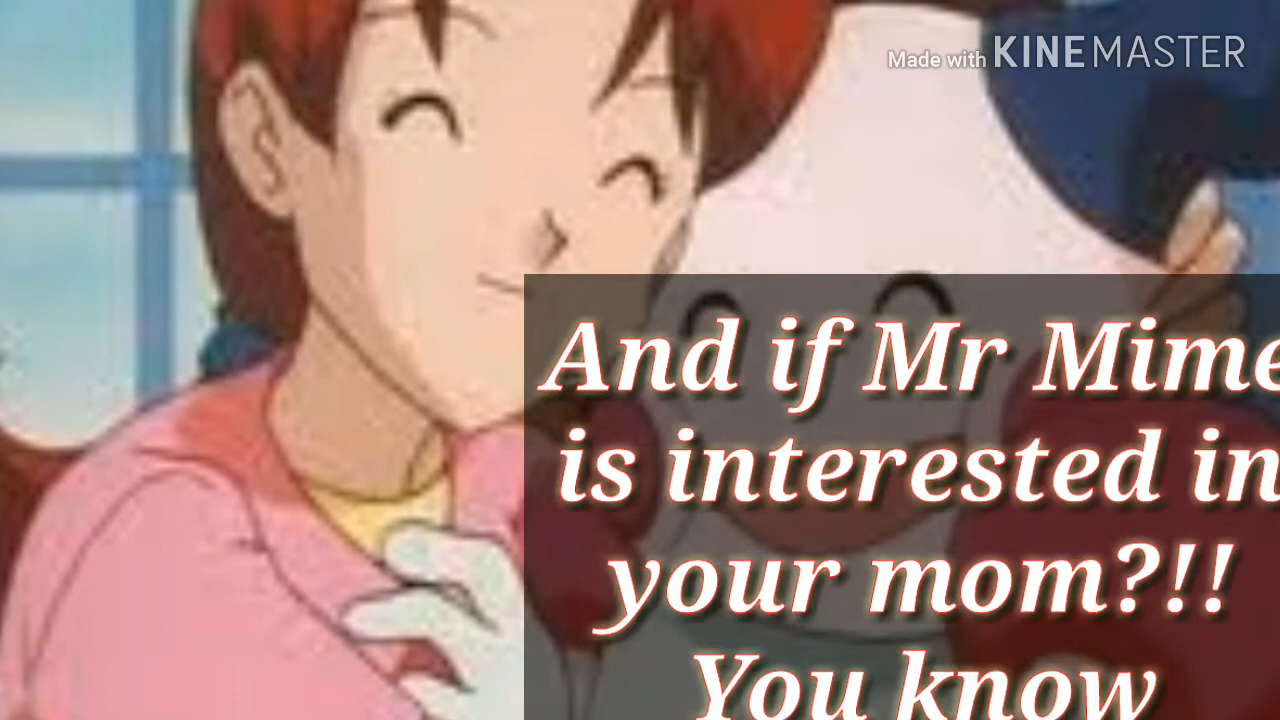 Made with KINEMASTER
And if Mr Mime
is interested in
your mom?!!
You know